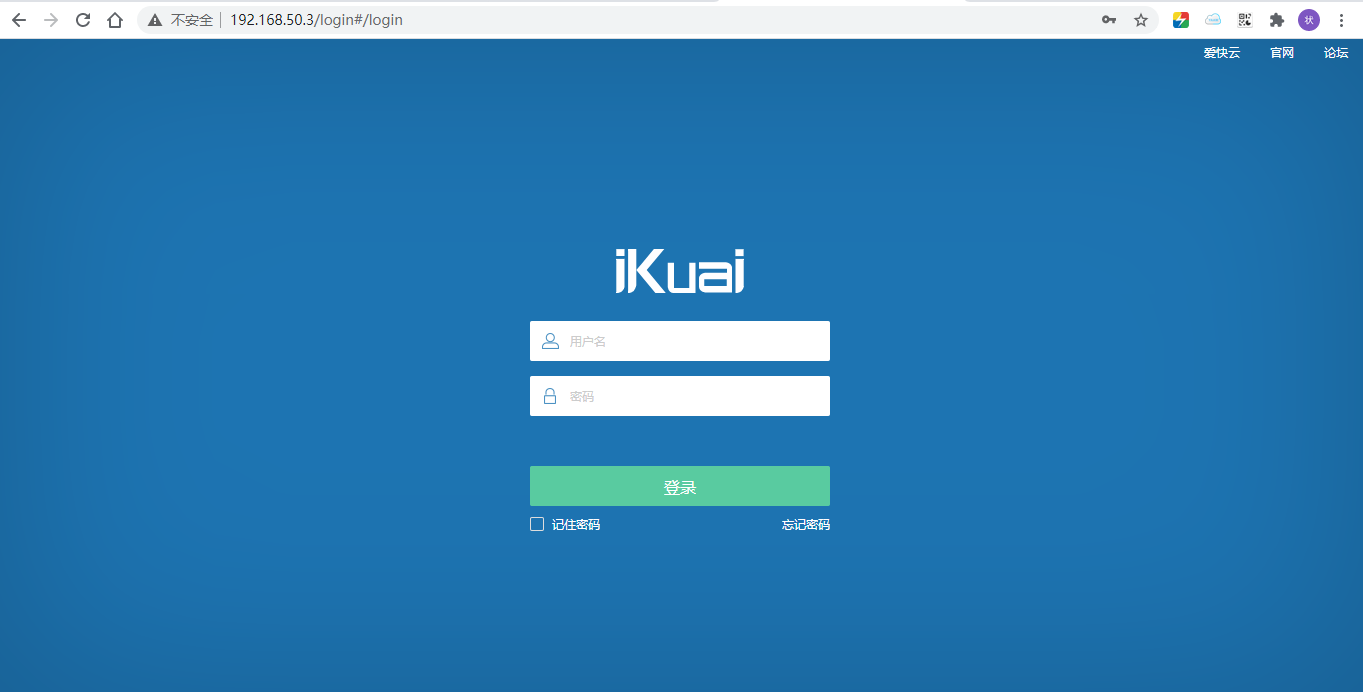 不安全 192.168.50.3/login#/login
状
爱快云 官网 论坛
iKuai
用户名
密码
登录
记住密码 忘记密码